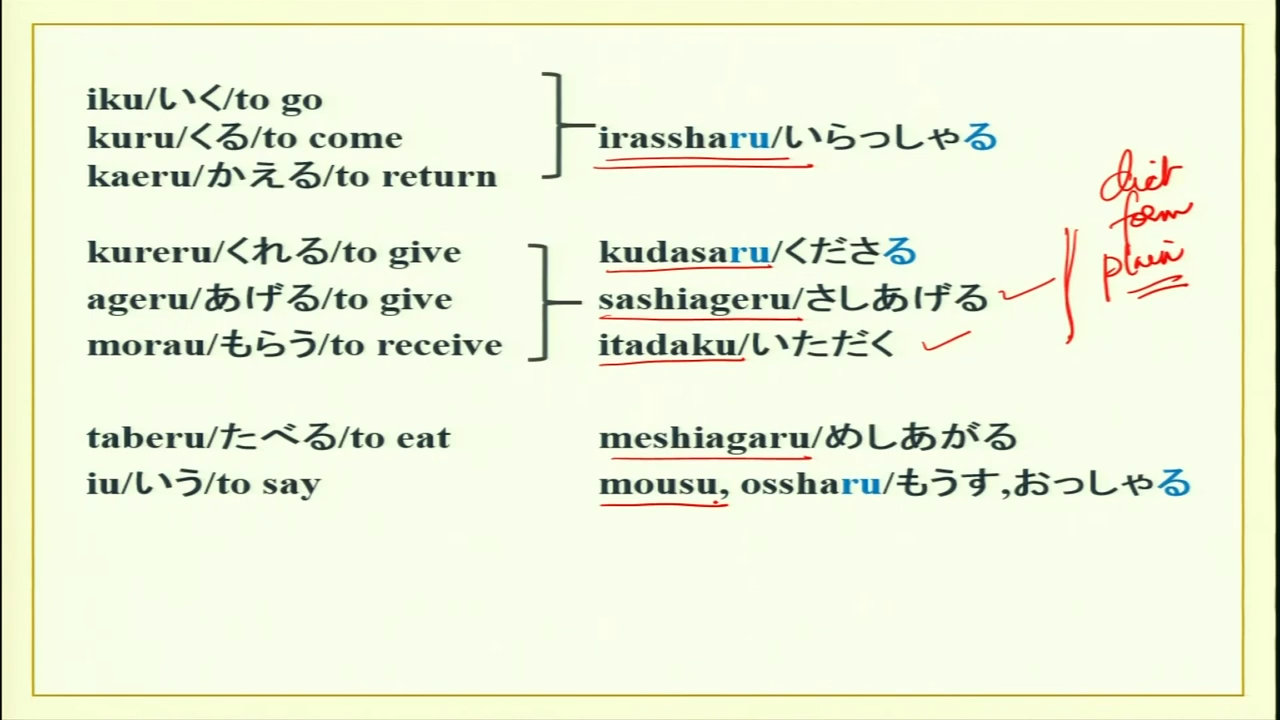 iku/いく/to go
kuru/くる/to come
irassharu/いらっしゃる
kaeru/かえる/to return
kureru/くれる/to give
kudasaru/くださる
ageru/あげる/to give
sashiageru/さしあげる
morau/もらう/to receive
itadaku/いただく
dict
form
plain
taberu/たべる/to eat
meshiagaru/めしあがる
iu/いう/to say
mousu, ossharu/もうす,おっしゃる